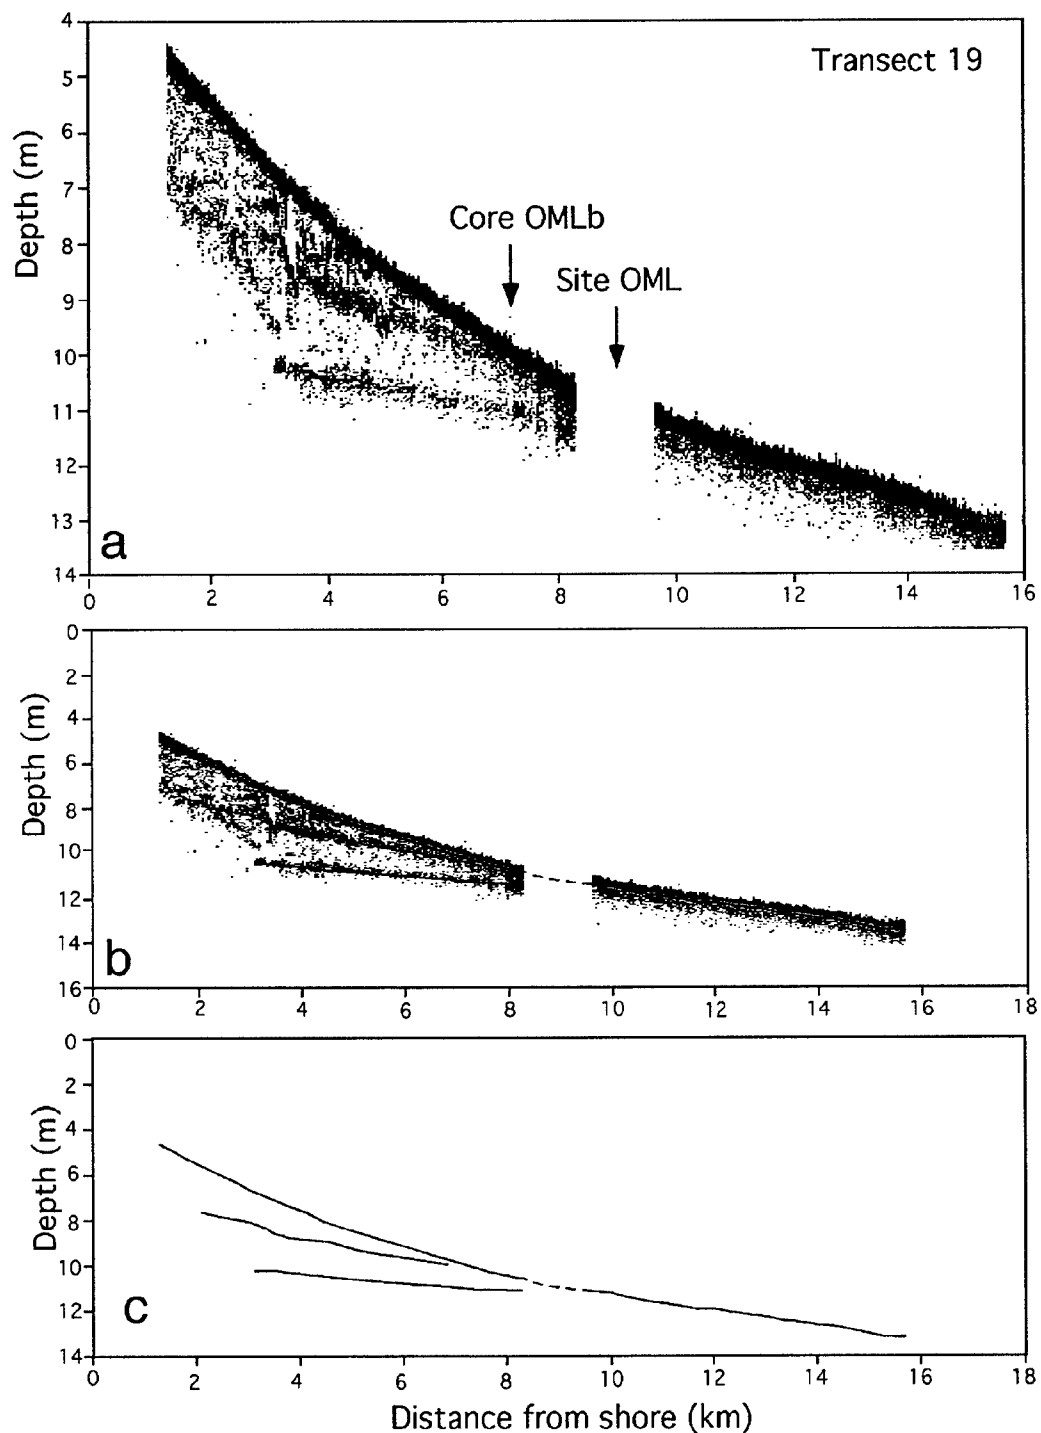 Transect 19
Depth (m)
4
5
6
7
8
9
10
11
12
13
14
Core OMLb
Site OML
a
0 2 4 6 8 10 12 14 16
Depth (m)
0
2
4
6
8
10
12
14
16
b
0 2 4 6 8 10 12 14 16 18
Depth (m)
0
2
4
6
8
10
12
14
c
0 2 4 6 8 10 12 14 16 18
Distance from shore (km)